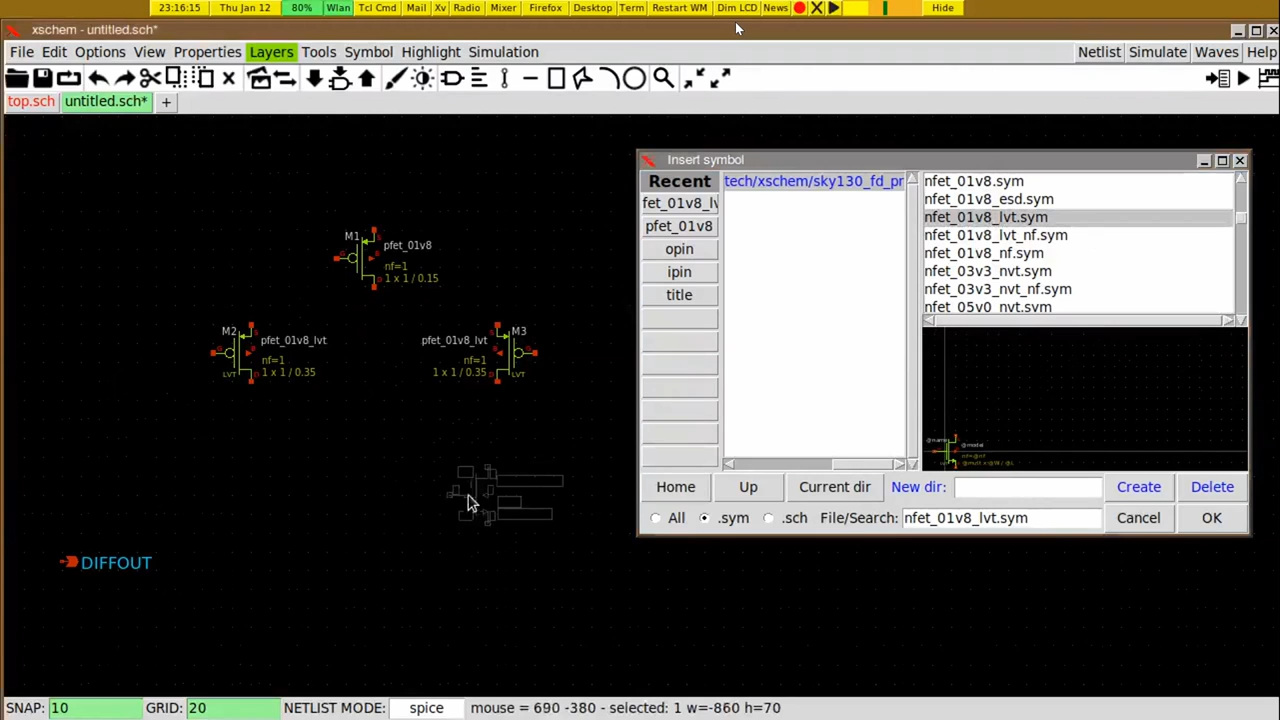 23:16:15 Thu Jan 12 80% Wlan Tcl Cmd Mail Xv Radio Mixer Firefox Desktop Term Restart WM Dim LCD News Hide
xschem - untitled.sch*
File Edit Options View Properties Layers Tools Symbol Highlight Simulation Netlist Simulate Waves Help
top.sch untitled.sch* +
Insert symbol
Recent
fet_01v8_lv
pfet_01v8
opin
ipin
title
tech/xschem/sky130_fd_pr
nfet_01v8.sym
nfet_01v8_esd.sym
nfet_01v8_lvt.sym
nfet_01v8_lvt_nf.sym
nfet_01v8_nf.sym
nfet_03v3_nvt.sym
nfet_03v3_nvt_nf.sym
nfet_05v0_nvt.sym
M1
pfet_01v8
G S B D
nf=1
1 x 1 / 0.15
M2
pfet_01v8_lvt
nf=1
1 x 1 / 0.35
LVT
M3
pfet_01v8_lvt
nf=1
1 x 1 / 0.35
LVT
@model
nf=@nf
Home Up Current dir New dir: Create Delete
All .sym .sch File/Search: nfet_01v8_lvt.sym Cancel OK
DIFFOUT
SNAP: 10 GRID: 20 NETLIST MODE: spice mouse = 690 -380 - selected: 1 w=-860 h=70